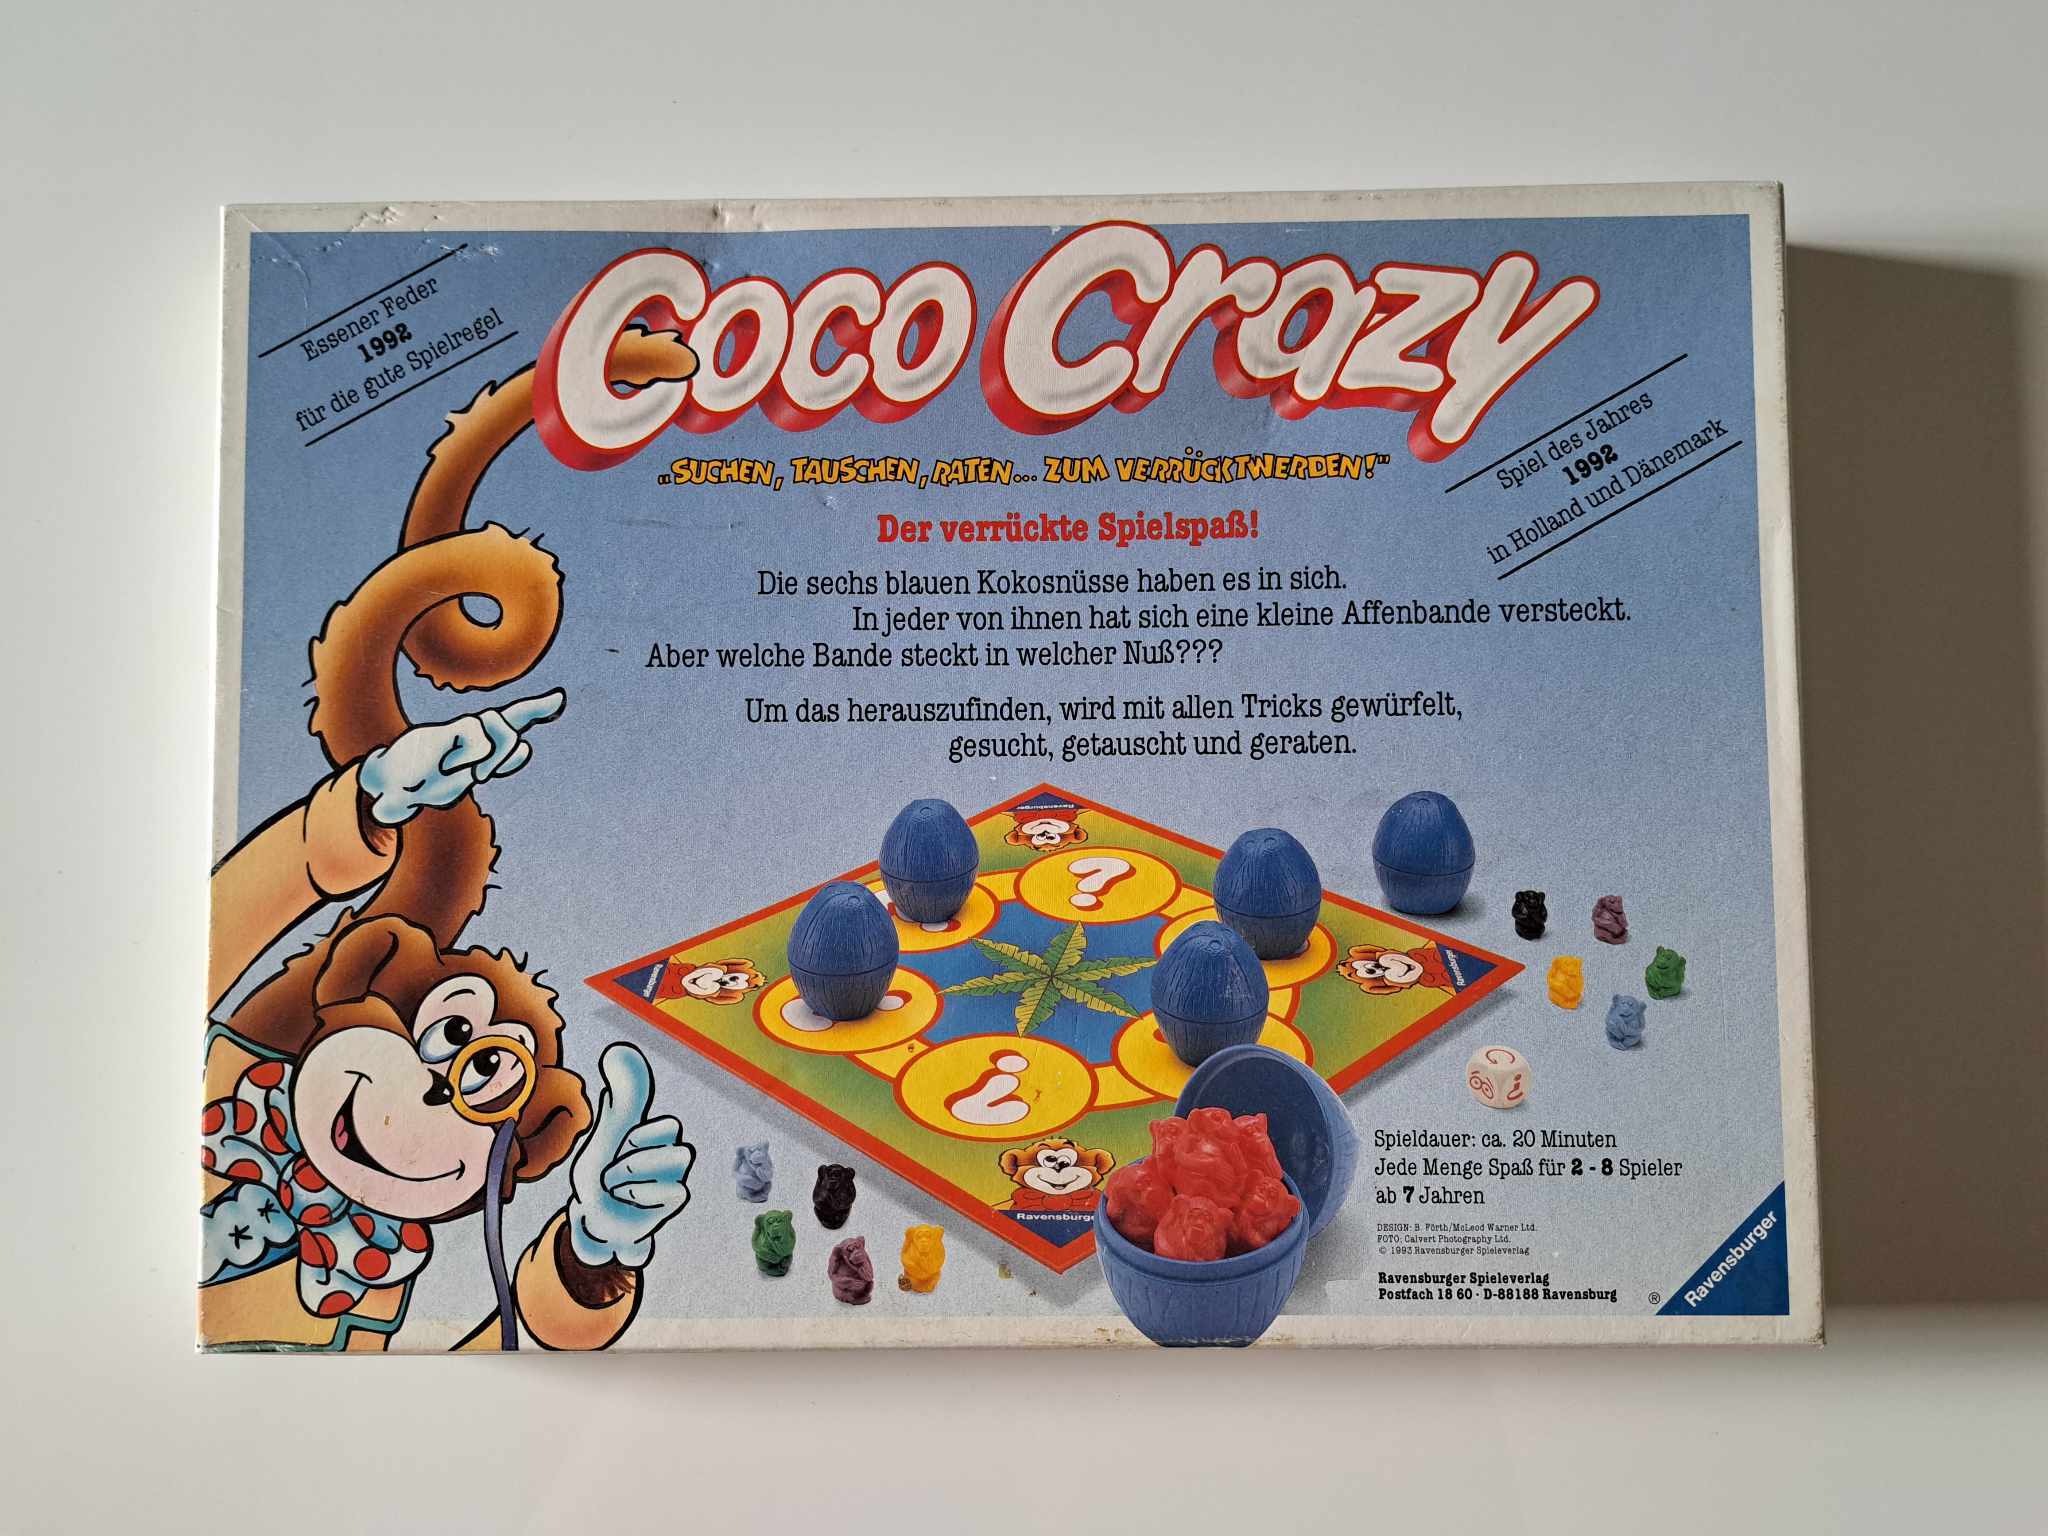 Essener Feder
1992
für die gute Spielregel
Coco Crazy
„SUCHEN, TAUSCHEN, RATEN... ZUM VERRÜCKTWERDEN!"
Spiel des Jahres
1992
in Holland und Dänemark
Der verrückte Spielspaß!
Die sechs blauen Kokosnüsse haben es in sich.
In jeder von ihnen hat sich eine kleine Affenbande versteckt.
Aber welche Bande steckt in welcher Nuß???
Um das herauszufinden, wird mit allen Tricks gewürfelt,
gesucht, getauscht und geraten.
Ravensburger
?
Ravensburger
Ravensburger
?
Ravensburge
?
Spieldauer: ca. 20 Minuten
Jede Menge Spaß für 2 - 8 Spieler
ab 7 Jahren
DESIGN: B. Förth/McLeod Warner Ltd.
FOTO: Calvert Photography Ltd.
© 1993 Ravensburger Spieleverlag
Ravensburger Spieleverlag
Postfach 18 60 · D-88188 Ravensburg
®
Ravensburger